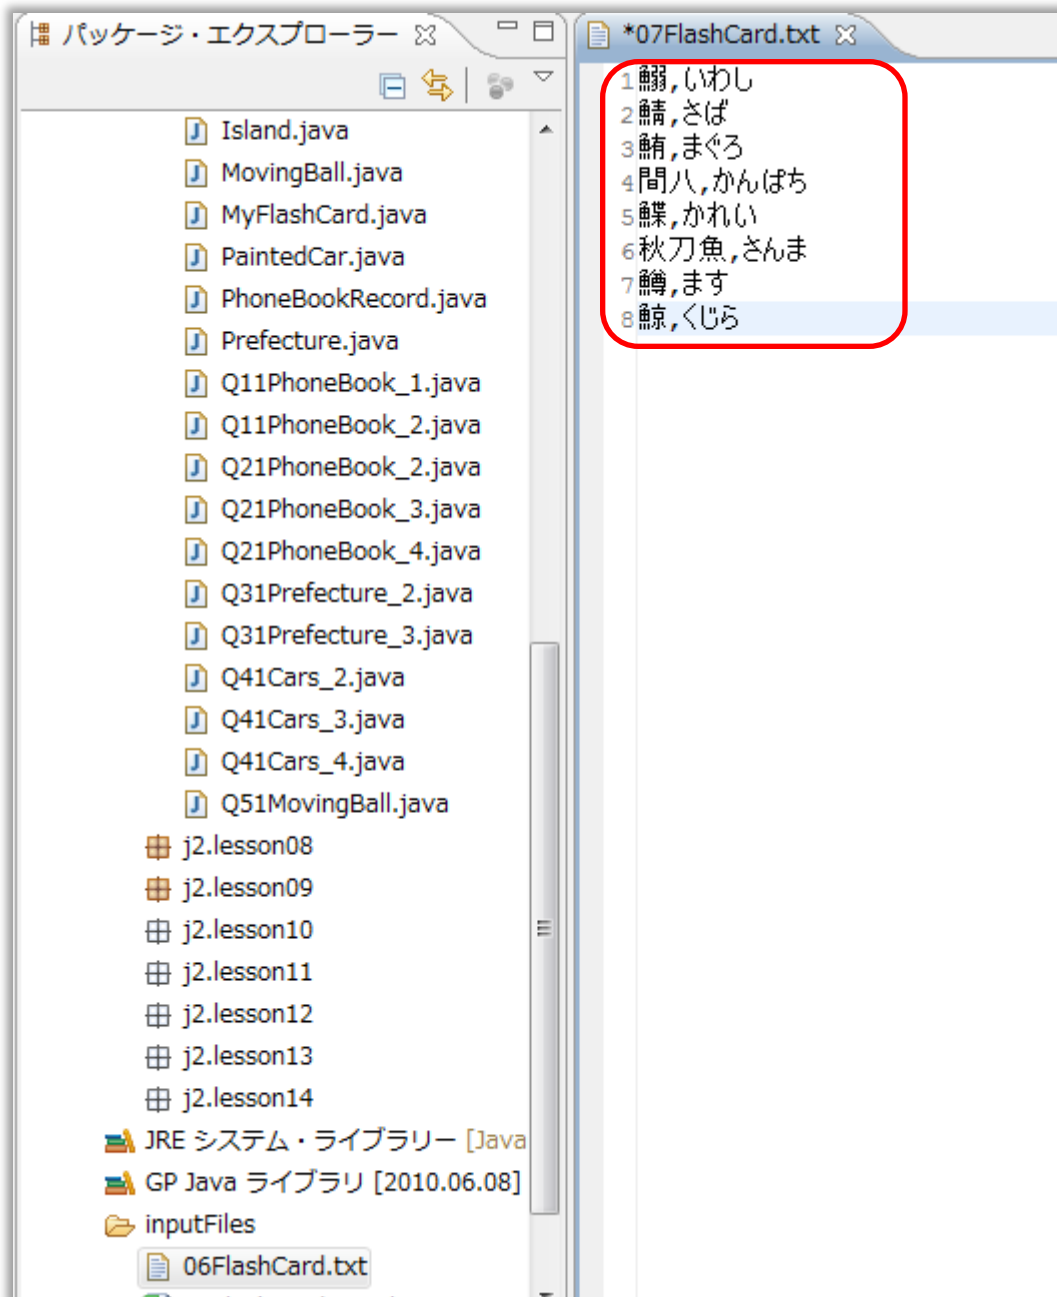 パッケージ・エクスプローラー
Island.java
MovingBall.java
MyFlashCard.java
PaintedCar.java
PhoneBookRecord.java
Prefecture.java
Q11PhoneBook_1.java
Q11PhoneBook_2.java
Q21PhoneBook_2.java
Q21PhoneBook_3.java
Q21PhoneBook_4.java
Q31Prefecture_2.java
Q31Prefecture_3.java
Q41Cars_2.java
Q41Cars_3.java
Q41Cars_4.java
Q51MovingBall.java
j2.lesson08
j2.lesson09
j2.lesson10
j2.lesson11
j2.lesson12
j2.lesson13
j2.lesson14
JRE システム・ライブラリー [Java
GP Java ライブラリ [2010.06.08]
inputFiles
06FlashCard.txt
*07FlashCard.txt
1鰯,いわし
2鯖,さば
3鮪,まぐろ
4間八,かんぱち
5鰈,かれい
6秋刀魚,さんま
7鱒,ます
8鯨,くじら